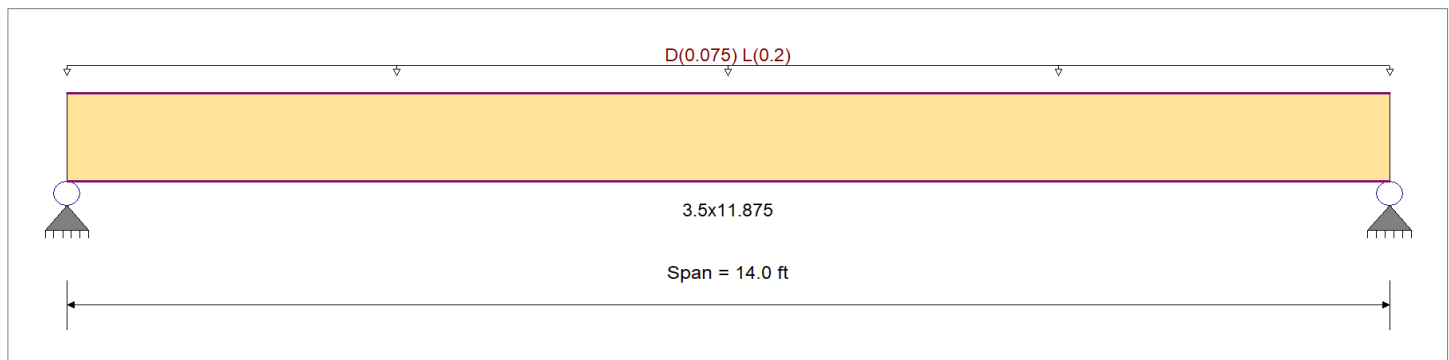 D(0.075) L(0.2)
3.5x11.875
Span = 14.0 ft